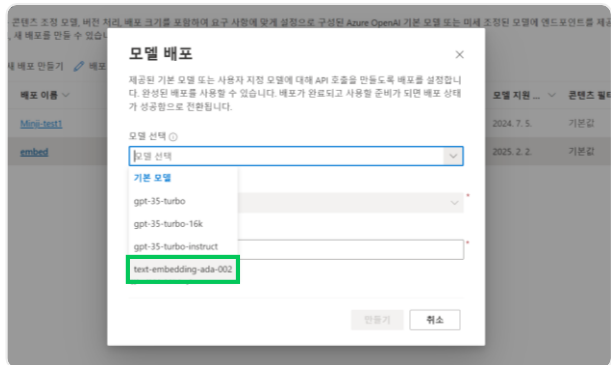 콘텐츠 조정 모델, 버전 처리, 배포 크기를 포함하여 요구 사항에 맞게 설정으로 구성된 Azure OpenAI 기본 모델 또는 미세 조정된 모델에 엔드포인트를 제공
, 새 배포를 만들 수 있습
모델 배포
제공된 기본 모델 또는 사용자 지정 모델에 대해 API 호출을 만들도록 배포를 설정합니
다. 완성된 배포를 사용할 수 있습니다. 배포가 완료되고 사용할 준비가 되면 배포 상태
가 성공함으로 전환됩니다.
새 배포 만들기 배포
배포 이름 모델 지원 ... 콘텐츠 필터
Minji-test1 2024. 7. 5. 기본값
embed 2025. 2. 2. 기본값
모델 선택
모델 선택
기본 모델
gpt-35-turbo
*
gpt-35-turbo-16k
gpt-35-turbo-instruct
*
text-embedding-ada-002
만들기 취소